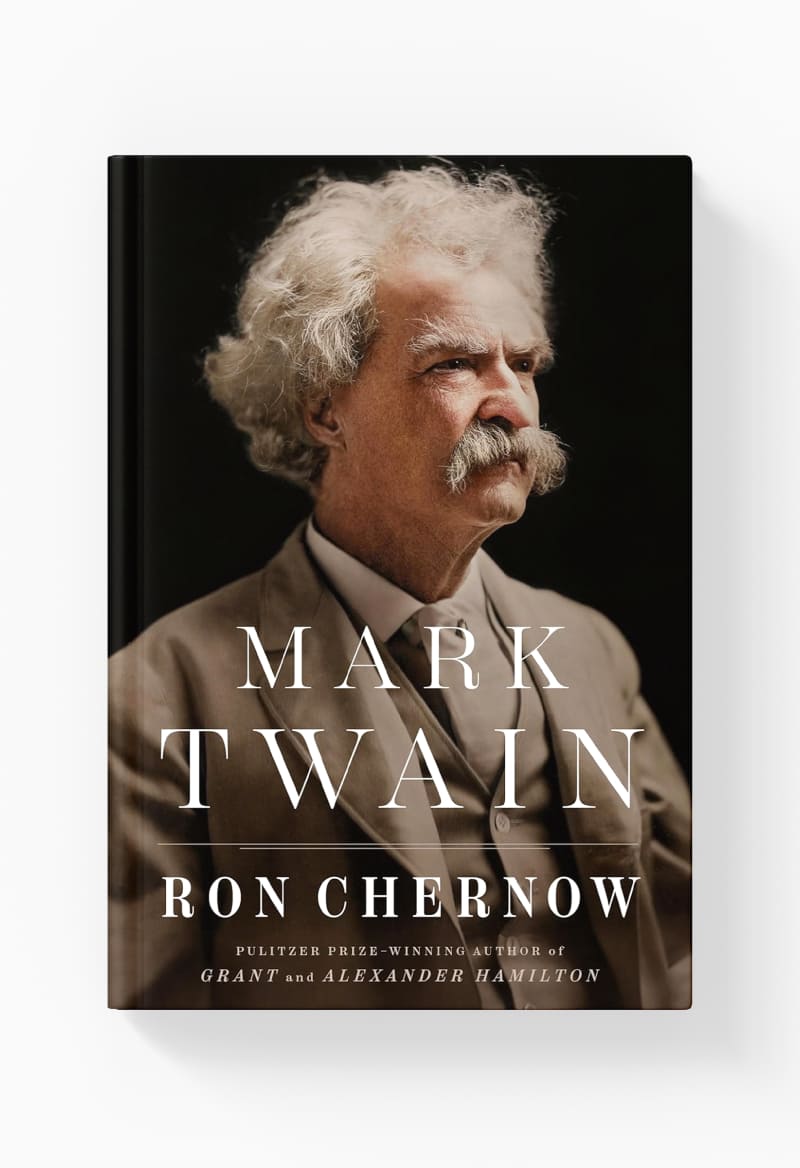 MARK
TWAIN
RON CHERNOW
PULITZER PRIZE-WINNING AUTHOR of
GRANT and ALEXANDER HAMILTON